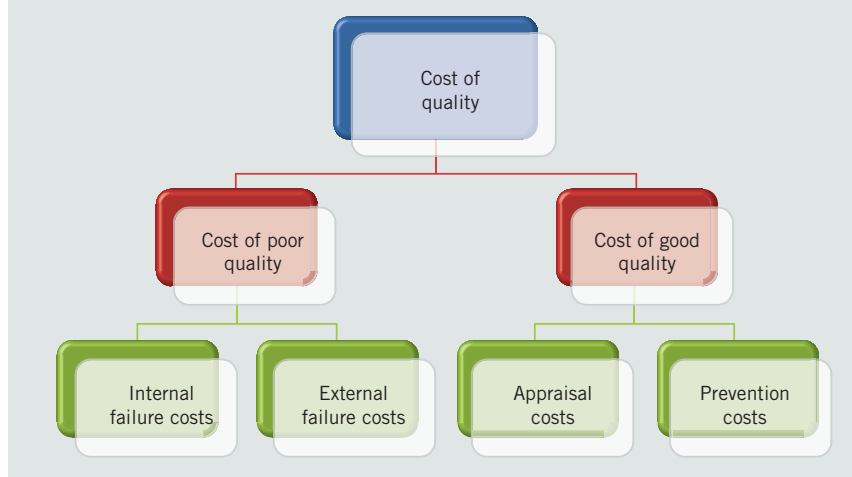 Cost of
quality
Cost of poor
quality
Cost of good
quality
Internal
failure costs
External
failure costs
Appraisal
costs
Prevention
costs